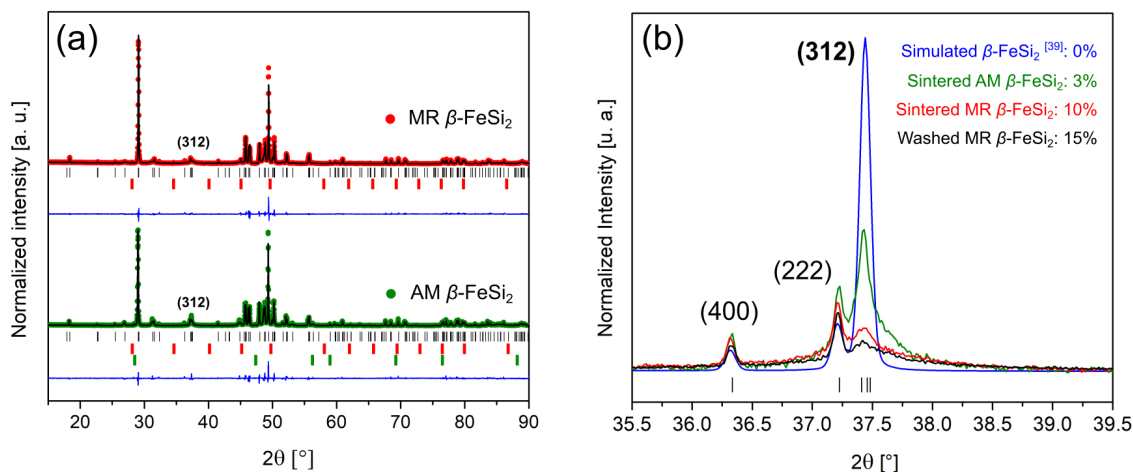 (a)
MR β-FeSi2
(312)
AM β-FeSi2
(312)
Normalized intensity [a. u.]
20 30 40 50 60 70 80 90
2θ [°]
(b)
(312)
Simulated β-FeSi2 [39]: 0%
Sintered AM β-FeSi2: 3%
Sintered MR β-FeSi2: 10%
Washed MR β-FeSi2: 15%
(222)
(400)
Normalized Intensity [u. a.]
35.5 36.0 36.5 37.0 37.5 38.0 38.5 39.0 39.5
2θ [°]